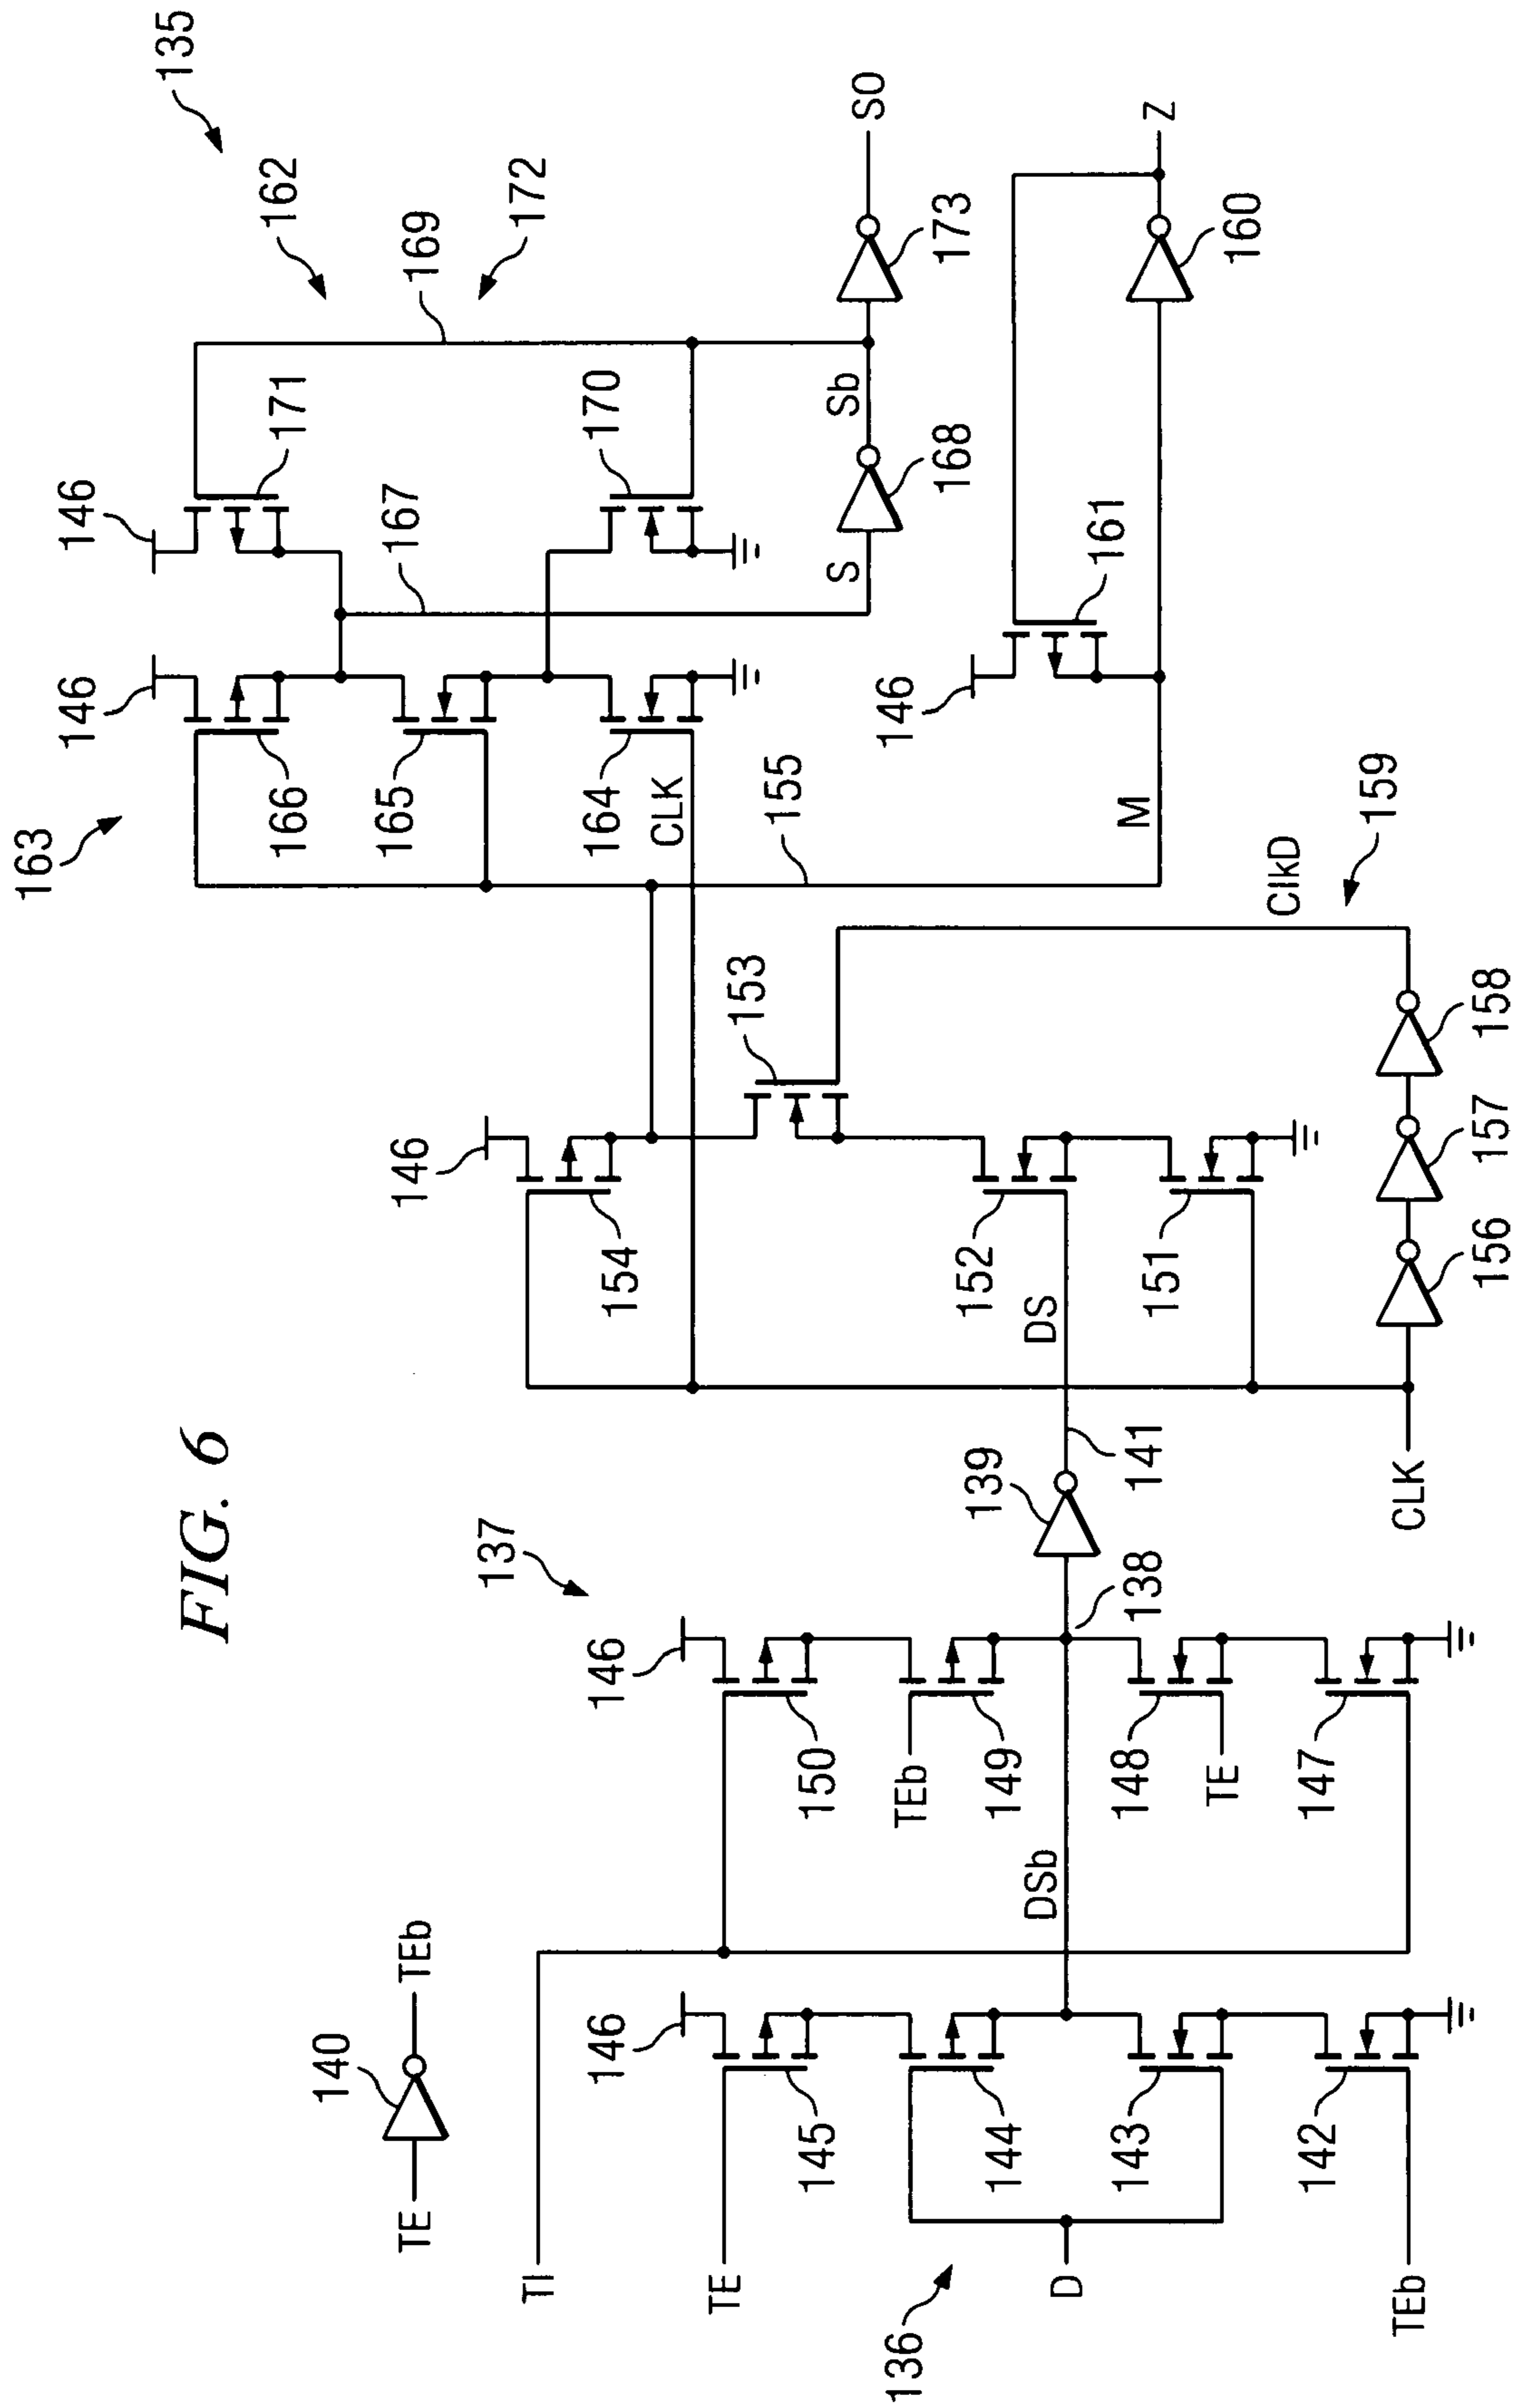 FIG. 6
135
163
162
172
169
146
146
171
167
166
165
164
170
CLK
S
Sb
168
173
SO
155
M
146
161
160
Z
146
154
153
152
151
DS
141
CLK
156
157
158
159
ClkD
137
139
138
146
150
TEb
149
148
TE
147
DSb
TE
140
TEb
TI
TE
146
145
144
143
142
D
136
TEb